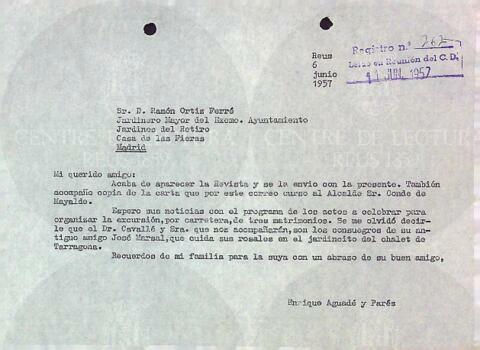 Reus
6
junio
1957
Registro n.º 262
Leído en Reunión del C.D.
11 JUN. 1957
Sr. D. Ramón Ortiz Ferré
Jardinero Mayor del Excmo. Ayuntamiento
Jardines del Retiro
Casa de las Fieras
Madrid
Mi querido amigo:
Acaba de aparecer la Revista y se la envio con la presente. También
acompaño copia de la carta que por este correo curso al Alcalde Sr. Conde de
Mayalde.
Espero sus noticias con el programa de los actos a celebrar para
organizar la excursión,por carretera,de tres matrimonios. Se me olvidó decir-
le que el Dr. Cavallé y Sra. que nos acompañarán,son los consuegros de su an-
tiguo amigo José Marsal,que cuida sus rosales en el jardincito del chalet de
Tarragona.
Recuerdos de mi familia para la suya con un abrazo de su buen amigo,
Enrique Aguadé y Parés